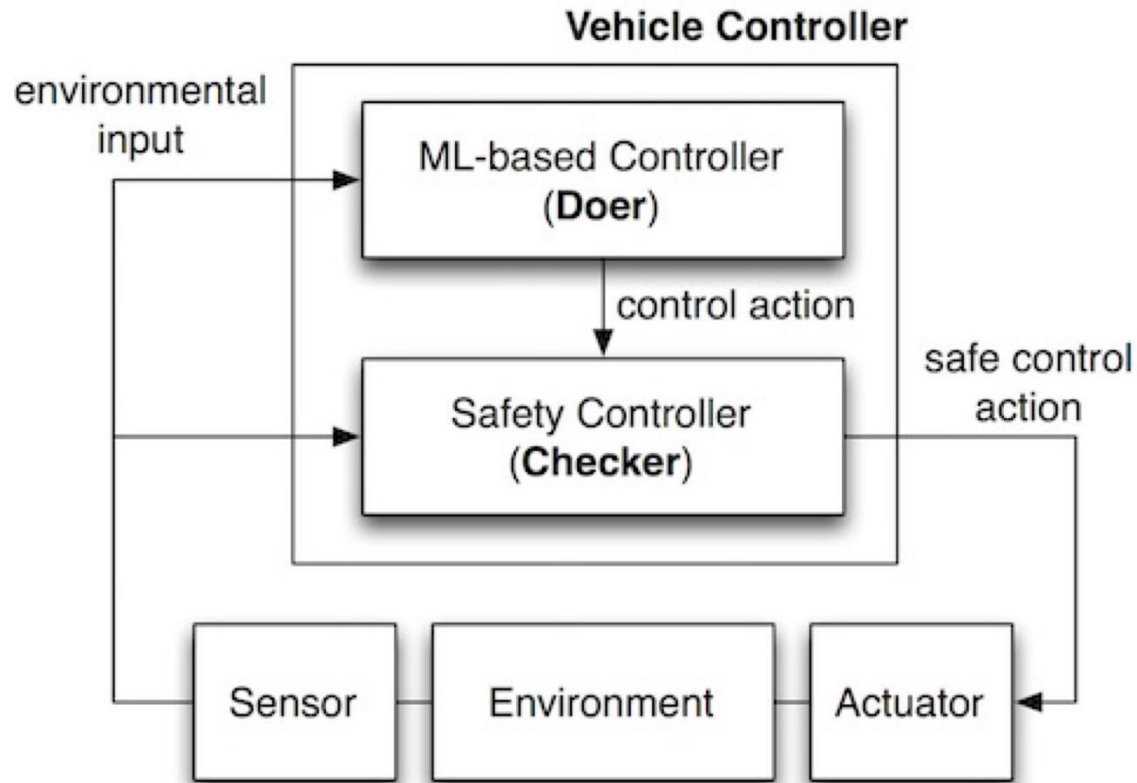 Vehicle Controller
environmental
input
ML-based Controller
(Doer)
control action
safe control
action
Safety Controller
(Checker)
Sensor
Environment
Actuator